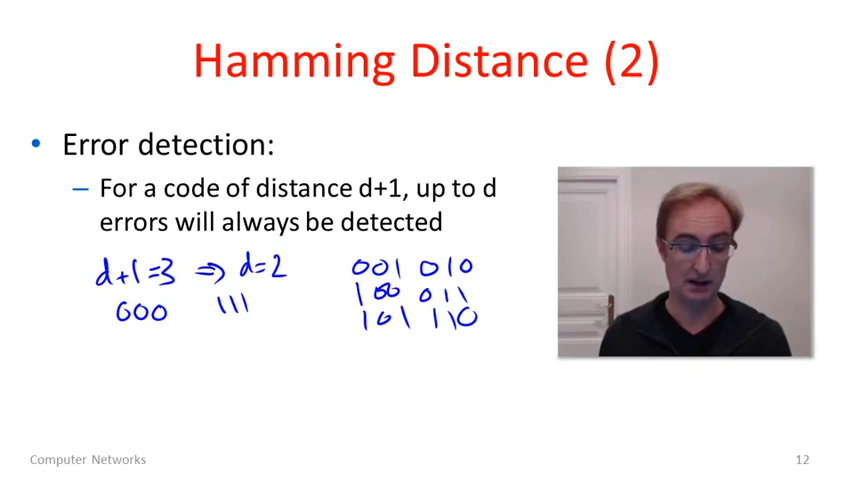 Hamming Distance (2)
• Error detection:
– For a code of distance d+1, up to d
errors will always be detected
d+1=3 ⇒ d=2
000 111
001 010
100 011
101 110
Computer Networks
12